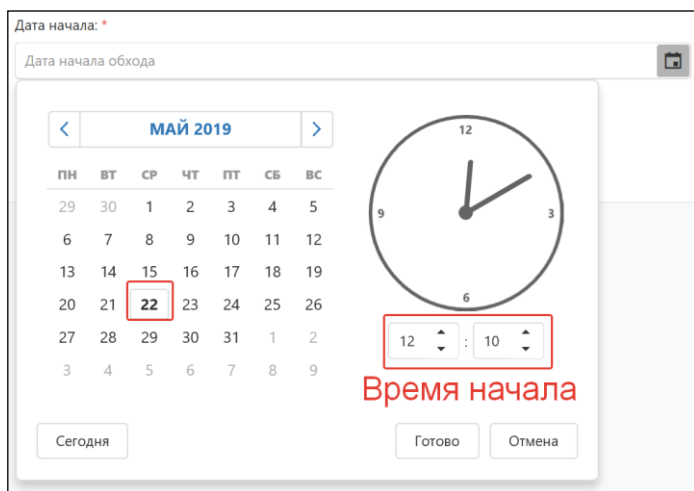 Дата начала: *
Дата начала обхода
МАЙ 2019
ПН ВТ СР ЧТ ПТ СБ ВС
29 30 1 2 3 4 5
6 7 8 9 10 11 12
13 14 15 16 17 18 19
20 21 22 23 24 25 26
27 28 29 30 31 1 2
3 4 5 6 7 8 9
12
9 3
6
12 : 10
Время начала
Сегодня
Готово Отмена